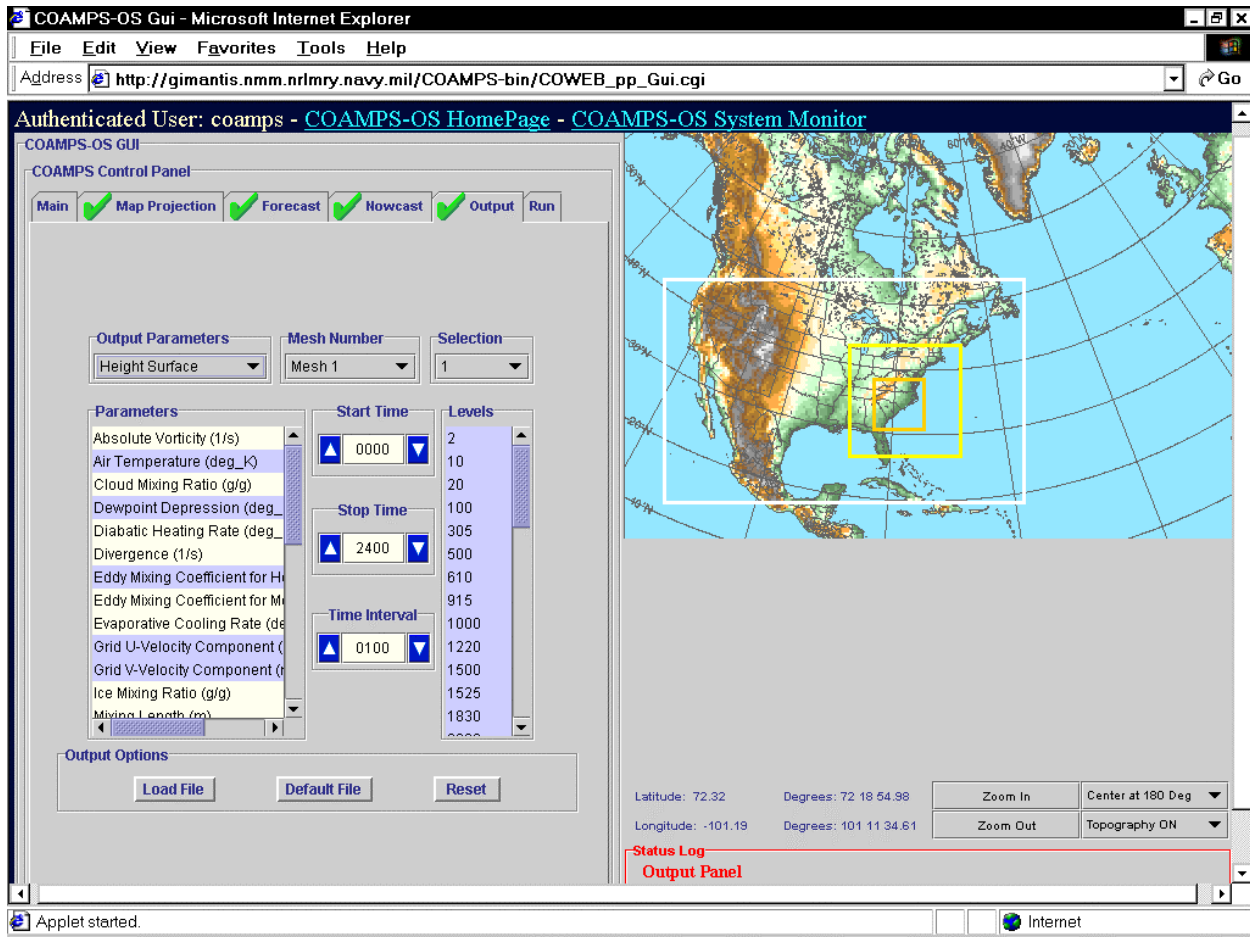 COAMPS-OS Gui - Microsoft Internet Explorer
File Edit View Favorites Tools Help
Address http://gimantis.nmm.nrlmry.navy.mil/COAMPS-bin/COWEB_pp_Gui.cgi Go
Authenticated User: coamps - COAMPS-OS HomePage - COAMPS-OS System Monitor
COAMPS-OS GUI
COAMPS Control Panel
Main Map Projection Forecast Nowcast Output Run
Output Parameters Mesh Number Selection
Height Surface Mesh 1 1
Parameters
Absolute Vorticity (1/s)
Air Temperature (deg_K)
Cloud Mixing Ratio (g/g)
Dewpoint Depression (deg_
Diabatic Heating Rate (deg_
Divergence (1/s)
Eddy Mixing Coefficient for He
Eddy Mixing Coefficient for Mo
Evaporative Cooling Rate (de
Grid U-Velocity Component (
Grid V-Velocity Component (r
Ice Mixing Ratio (g/g)
Mixing Length (m)
Start Time
0000
Stop Time
2400
Time Interval
0100
Levels
2
10
20
100
305
500
610
915
1000
1220
1500
1525
1830
Output Options
Load File Default File Reset
Latitude: 72.32 Degrees: 72 18 54.98 Zoom In Center at 180 Deg
Longitude: -101.19 Degrees: 101 11 34.61 Zoom Out Topography ON
Status Log
Output Panel
Applet started. Internet